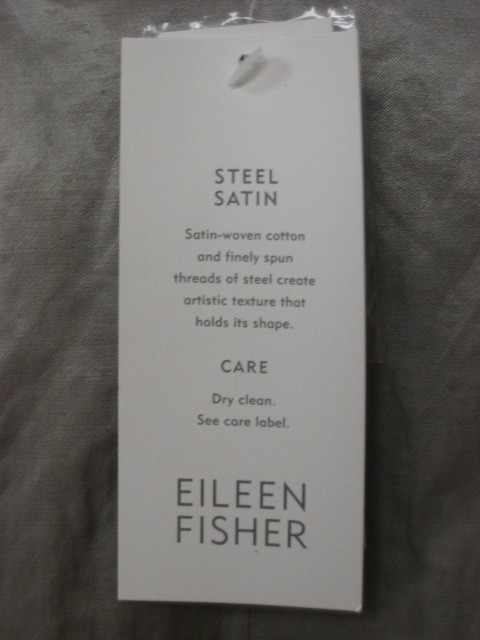 STEEL
SATIN
Satin-woven cotton
and finely spun
threads of steel create
artistic texture that
holds its shape.
CARE
Dry clean.
See care label.
EILEEN
FISHER